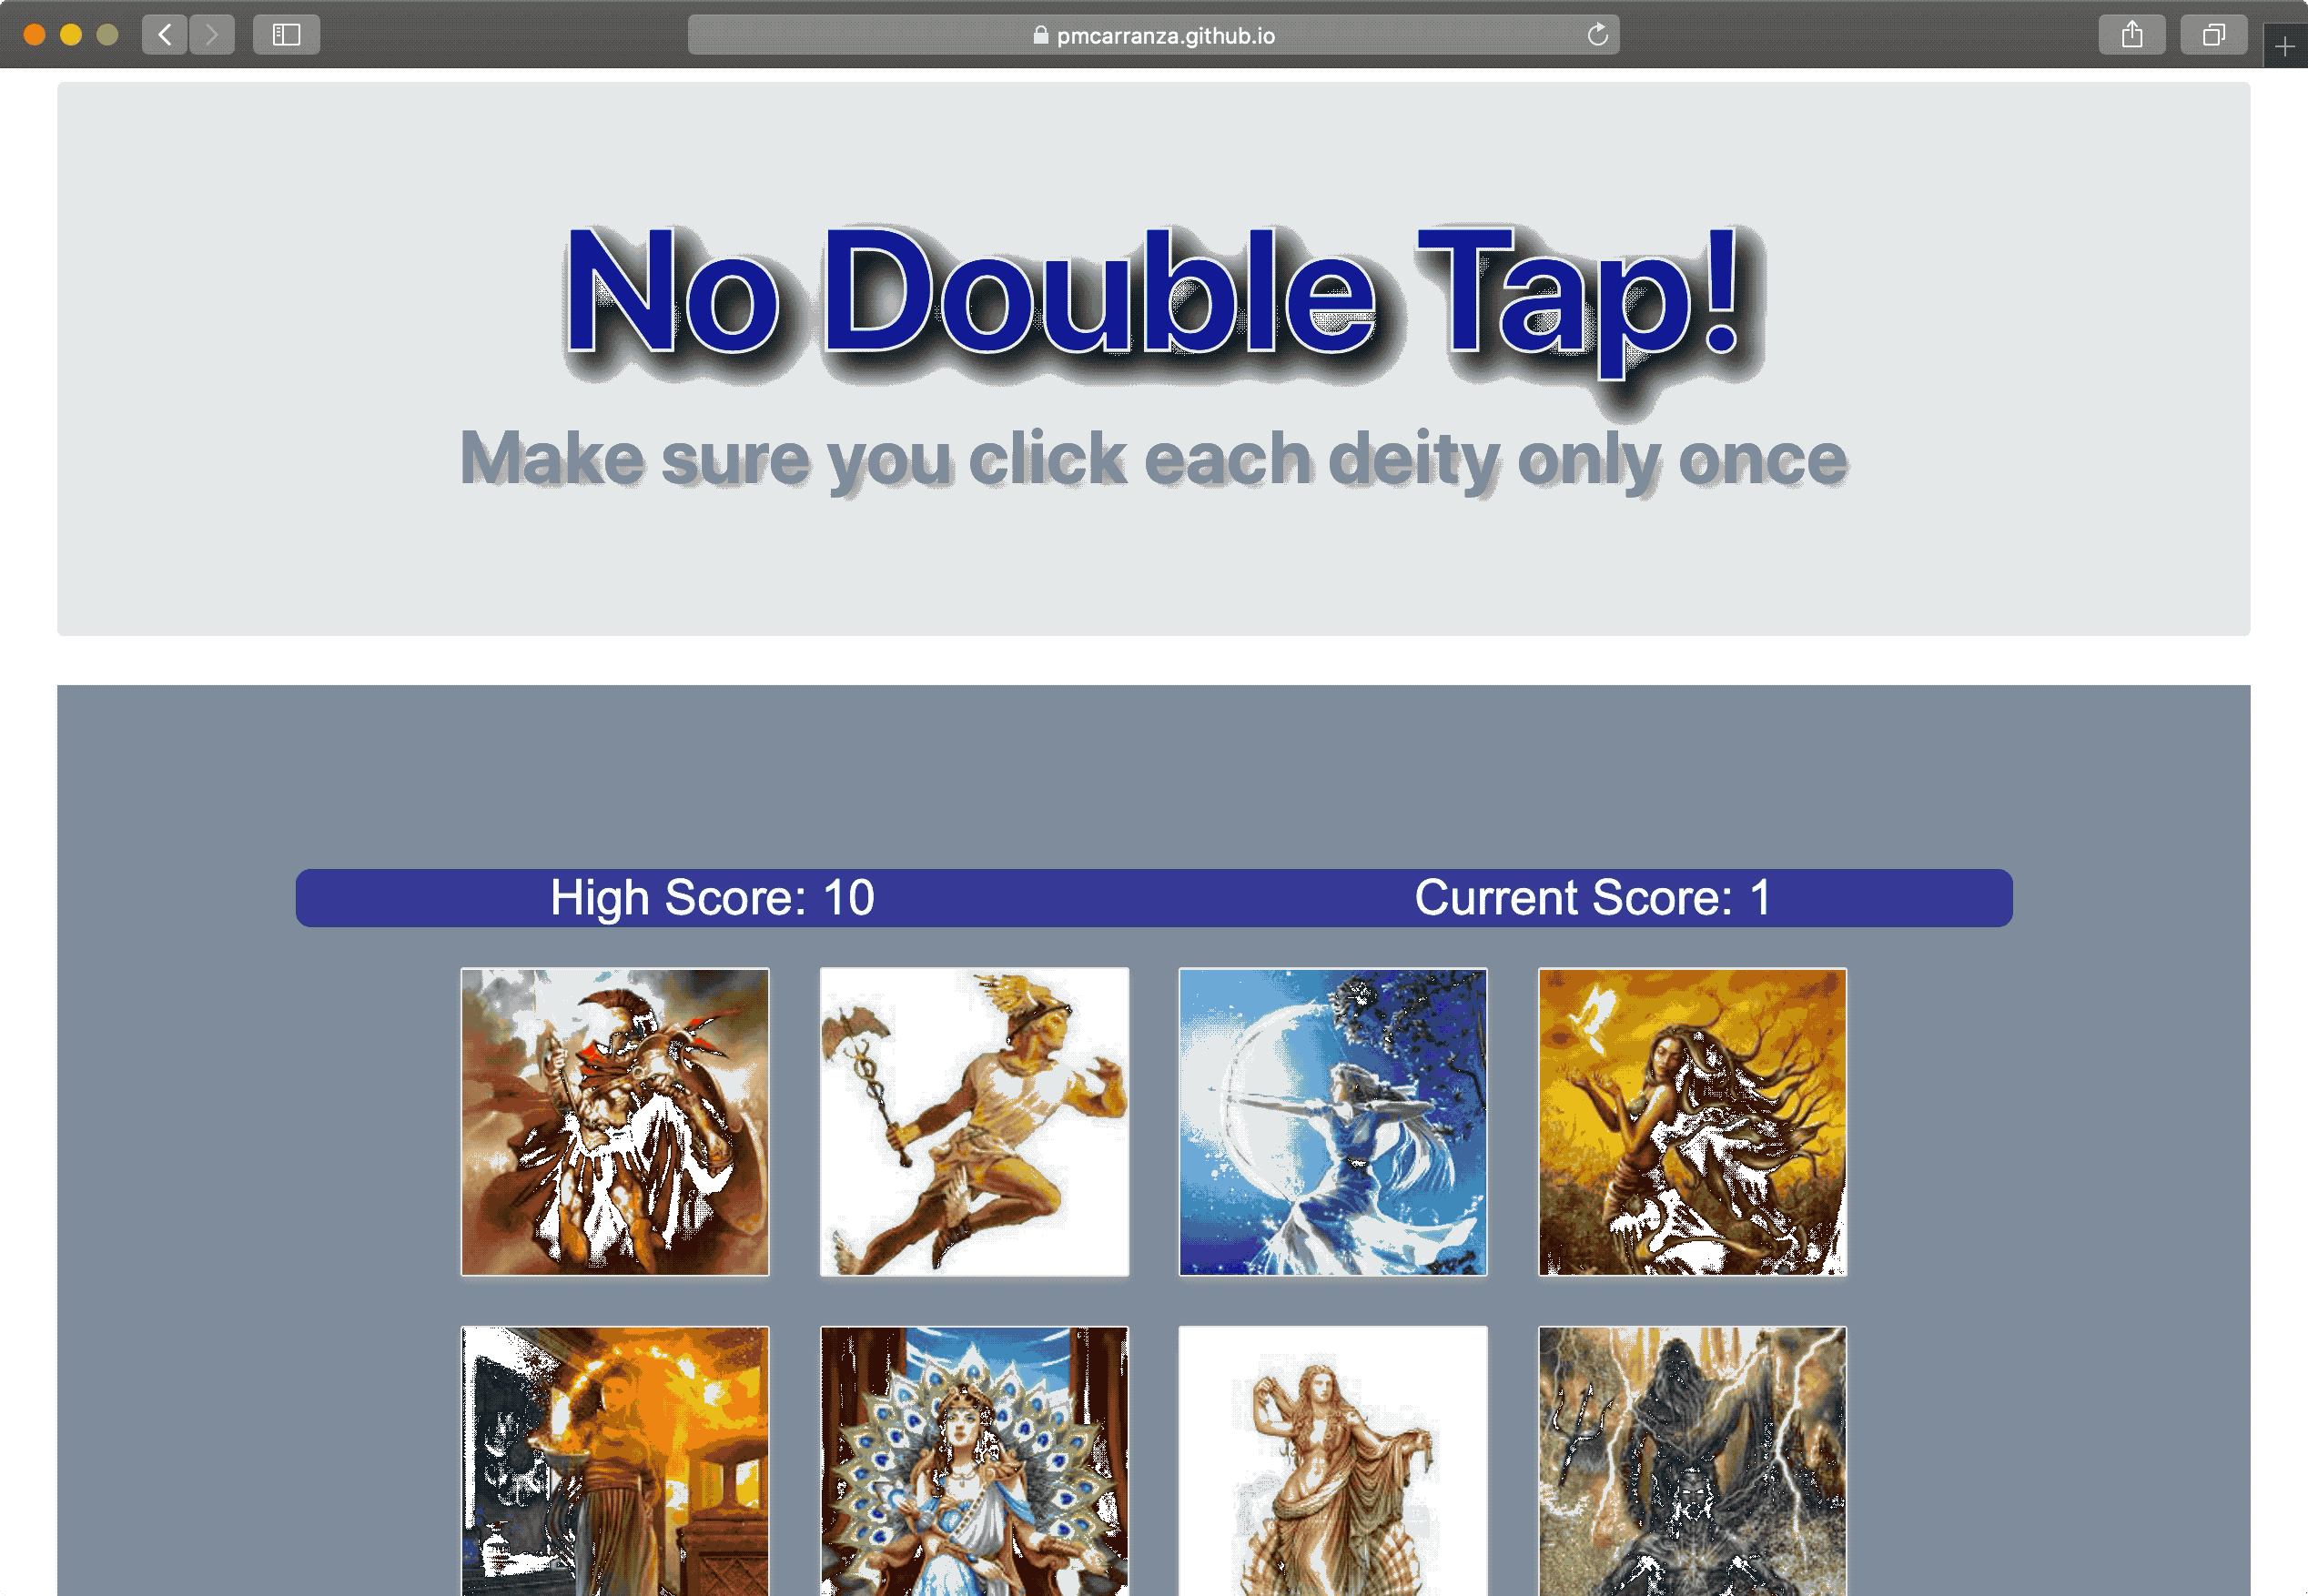 pmcarranza.github.io
No Double Tap!
Make sure you click each deity only once
High Score: 10
Current Score: 1